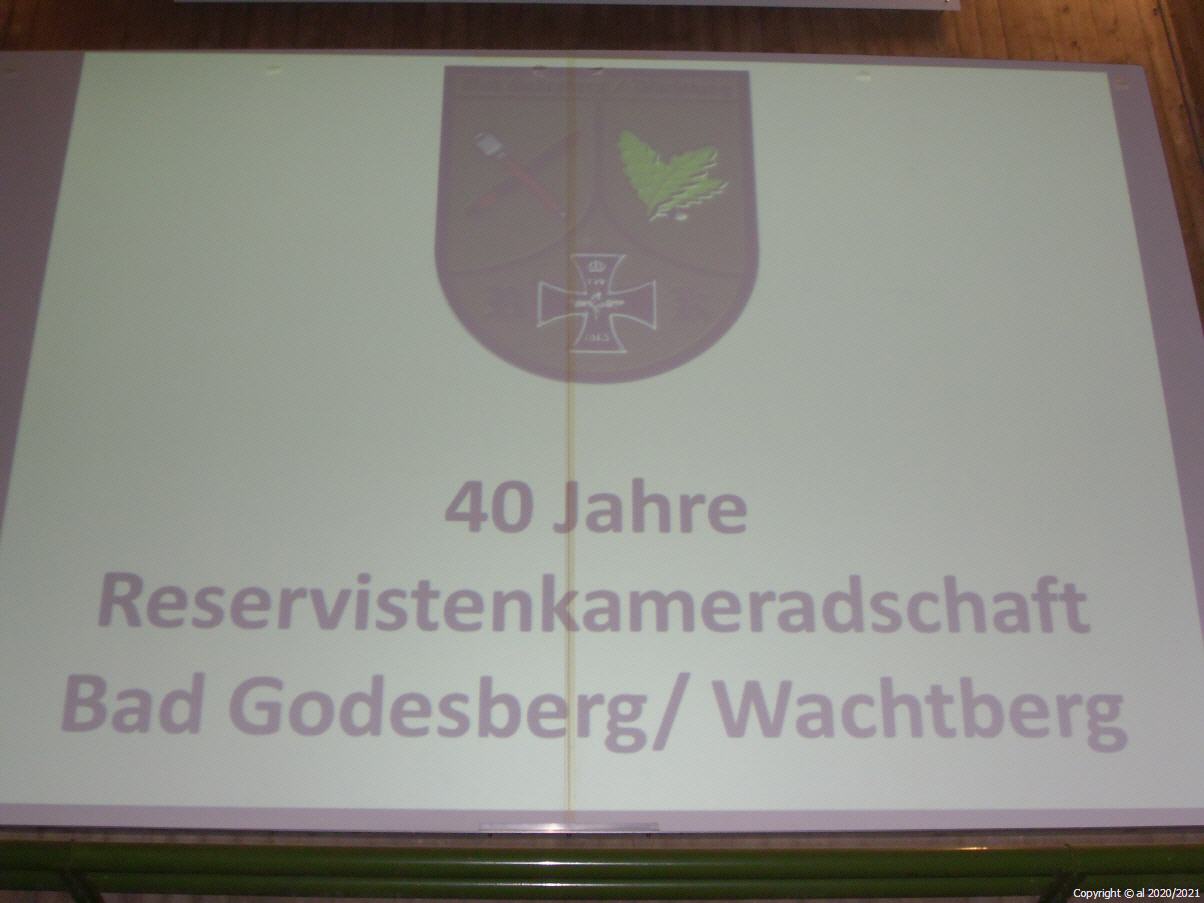 40 Jahre
Reservistenkameradschaft
Bad Godesberg/ Wachtberg
Copyright © al 2020/2021